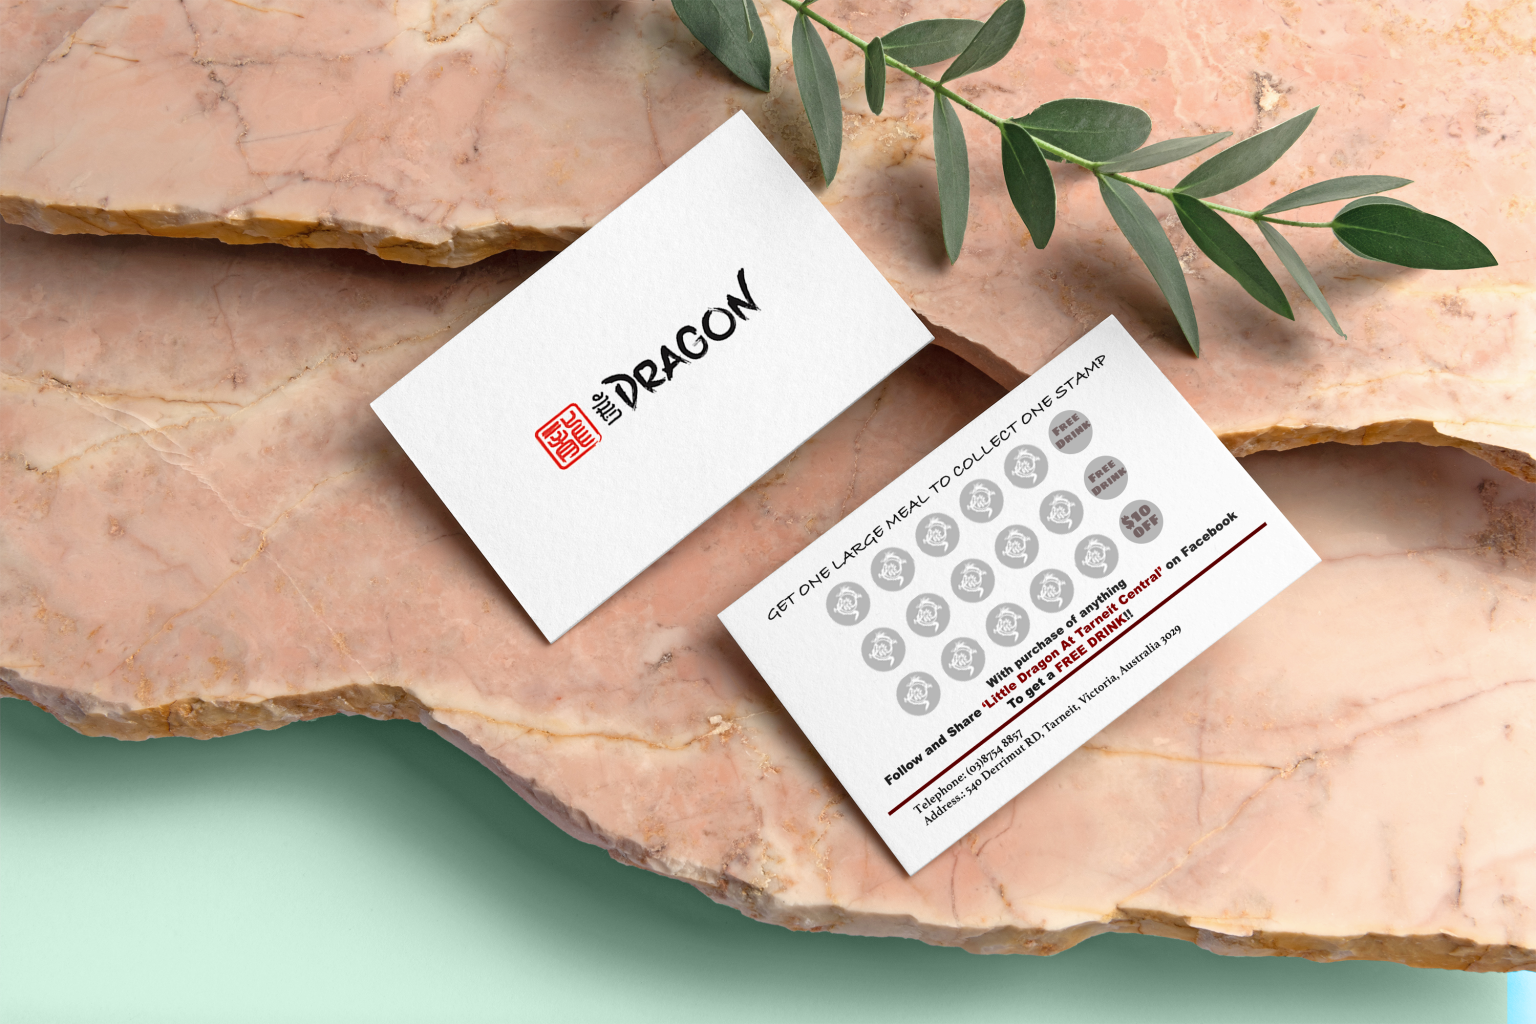 Little
DRAGON
GET ONE LARGE MEAL TO COLLECT ONE STAMP
FREE
DRINK
FREE
DRINK
$10
OFF
With purchase of anything
Follow and Share 'Little Dragon At Tarneit Central' on Facebook
To get a FREE DRINK!!
Telephone: (03)8754 8857
Address.: 540 Derrimut RD, Tarneit, Victoria, Australia 3029